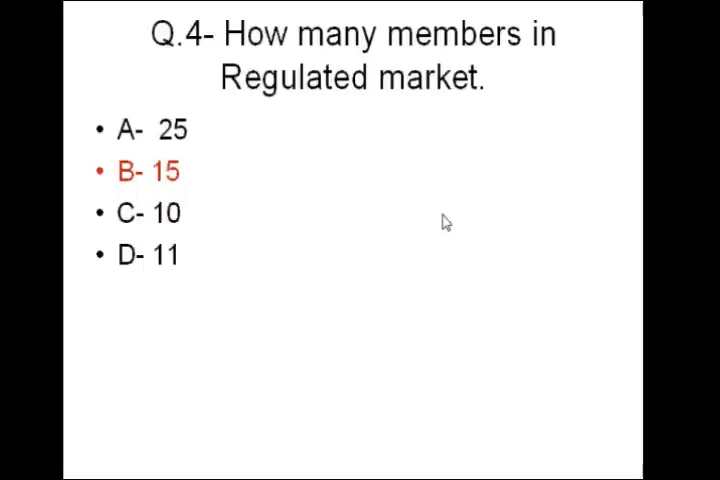 Q.4- How many members in
Regulated market.
• A-  25
• B- 15
• C- 10
• D- 11